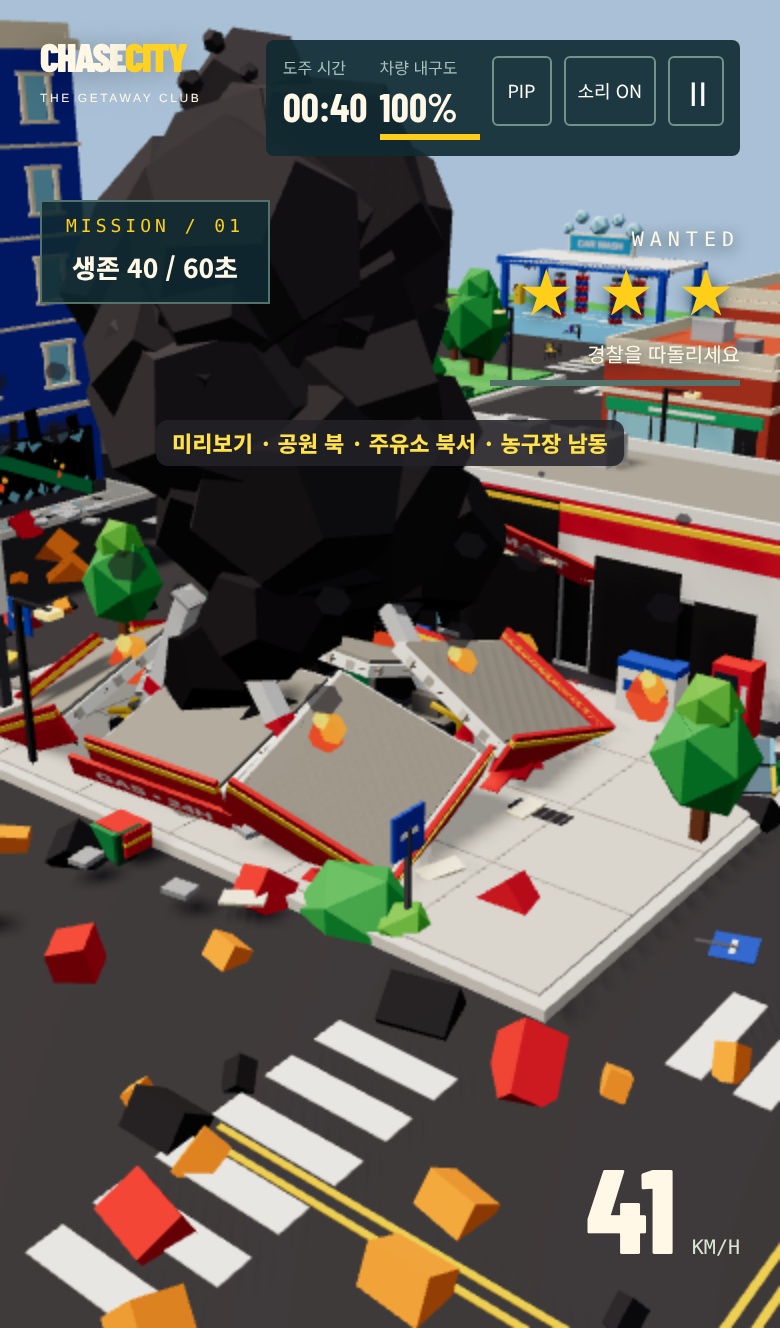 CHASECITY
THE GETAWAY CLUB
도주 시간
00:40
차량 내구도
100%
PIP
소리 ON
MISSION / 01
생존 40 / 60초
CAR WASH
WANTED
경찰을 따돌리세요
미리보기 · 공원 북 · 주유소 북서 · 농구장 남동
MART
GAS · 24H
41 KM/H